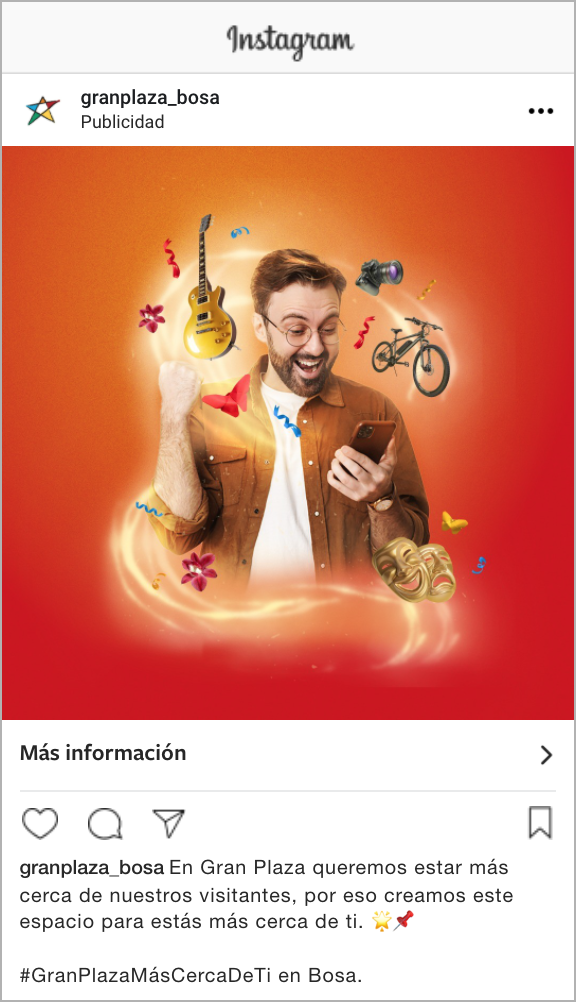 Instagram
granplaza_bosa
Publicidad
Más información
granplaza_bosa En Gran Plaza queremos estar más
cerca de nuestros visitantes, por eso creamos este
espacio para estás más cerca de ti. 🌟📌
#GranPlazaMásCercaDeTi en Bosa.